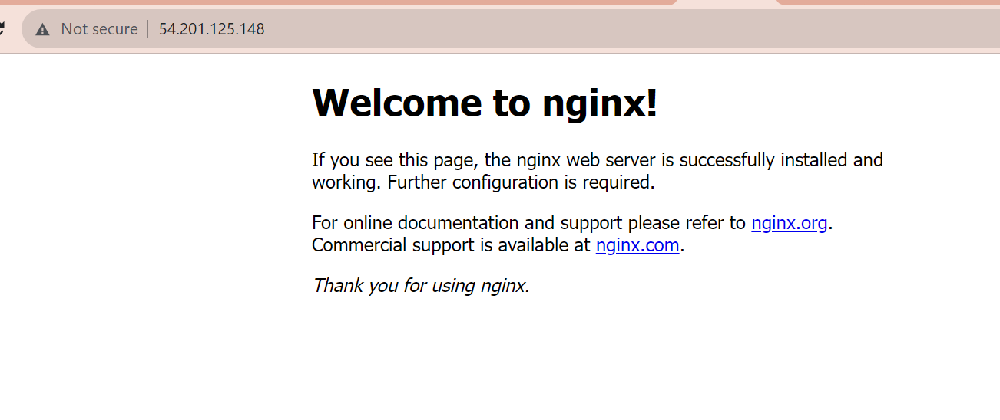 Not secure 54.201.125.148
Welcome to nginx!
If you see this page, the nginx web server is successfully installed and
working. Further configuration is required.
For online documentation and support please refer to nginx.org.
Commercial support is available at nginx.com.
Thank you for using nginx.